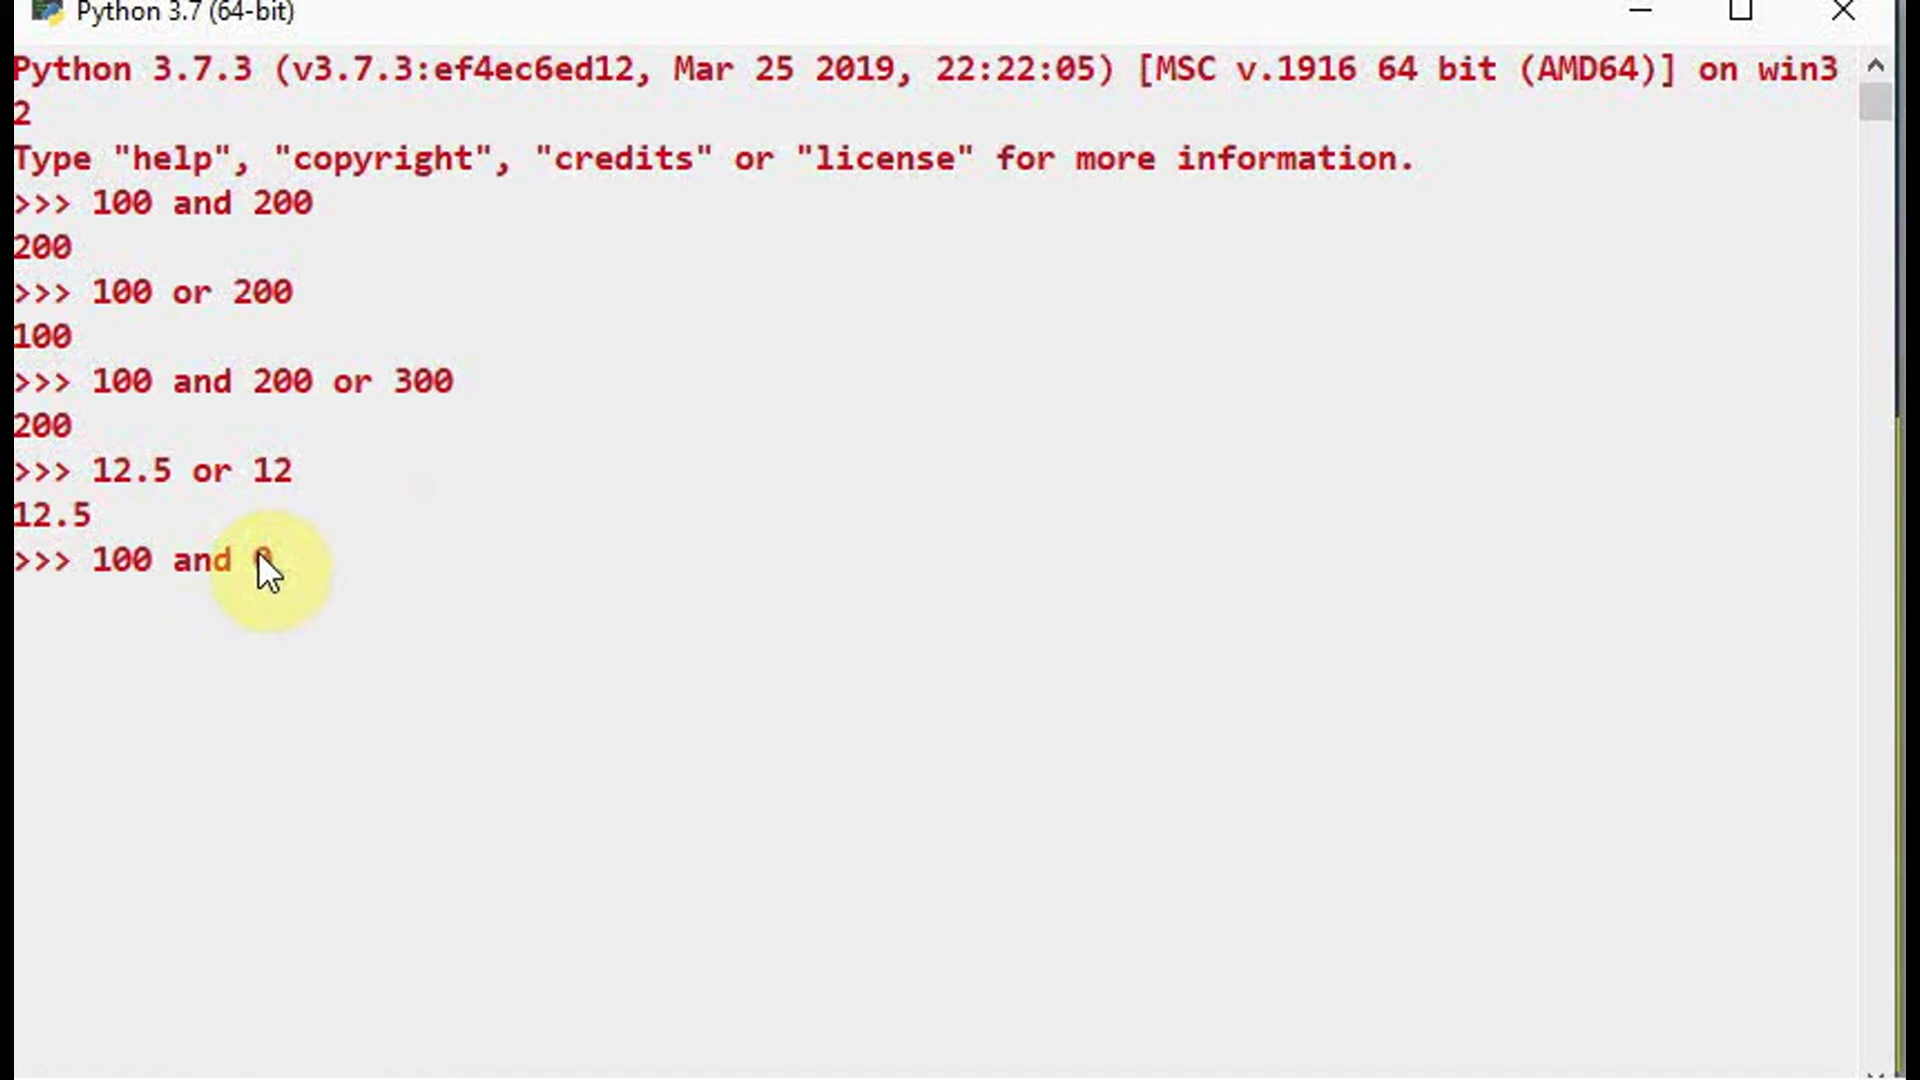 Python 3.7 (64-bit)
Python 3.7.3 (v3.7.3:ef4ec6ed12, Mar 25 2019, 22:22:05) [MSC v.1916 64 bit (AMD64)] on win3
2
Type "help", "copyright", "credits" or "license" for more information.
>>> 100 and 200
200
>>> 100 or 200
100
>>> 100 and 200 or 300
200
>>> 12.5 or 12
12.5
>>> 100 and